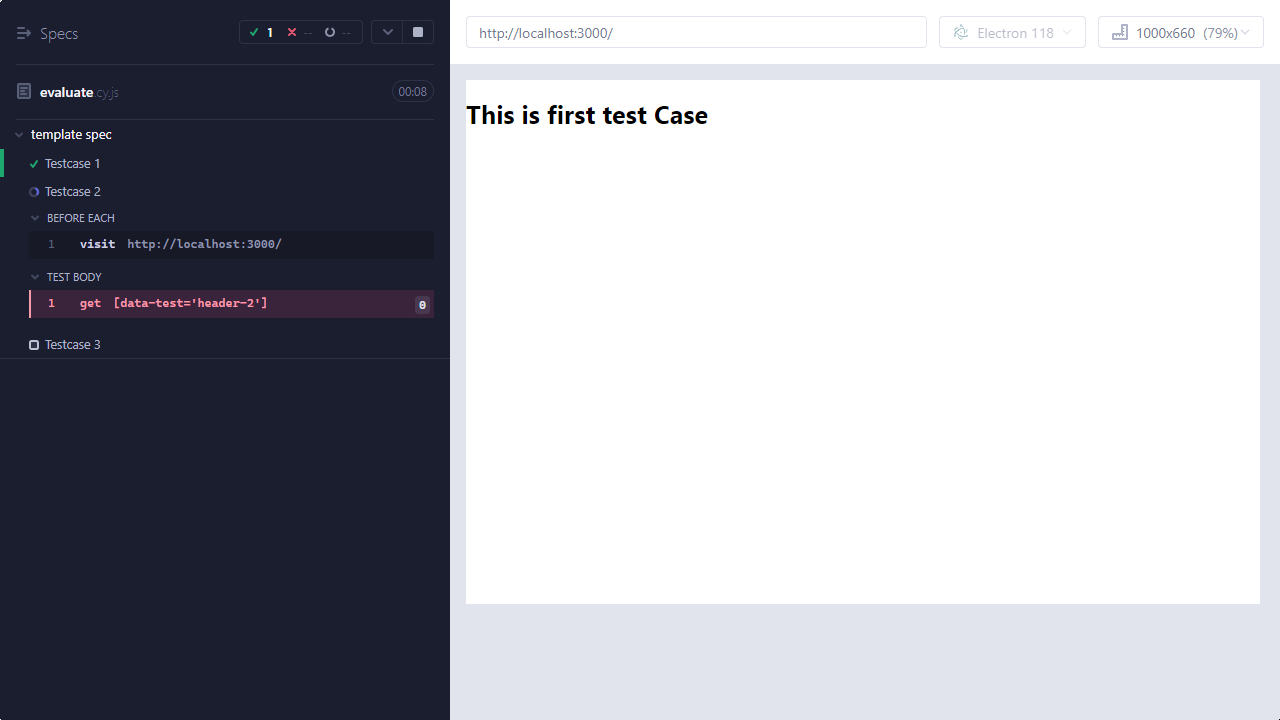 Specs
1 -- --
evaluate.cy.js
00:08
template spec
Testcase 1
Testcase 2
BEFORE EACH
1 visit http://localhost:3000/
TEST BODY
1 get [data-test='header-2'] 0
Testcase 3
http://localhost:3000/
Electron 118
1000x660 (79%)
This is first test Case